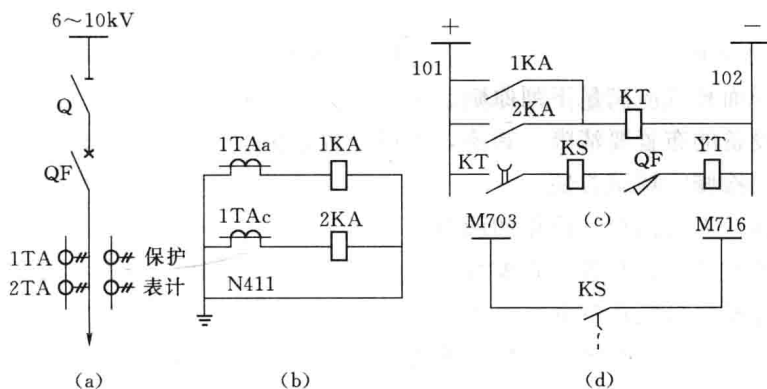 6～10kV
Q
QF
1TA
保护
2TA
表计
(a)
1TAa
1KA
1TAc
2KA
N411
(b)
+
−
101
102
1KA
2KA
KT
KT
KS
QF
YT
(c)
M703
M716
KS
(d)